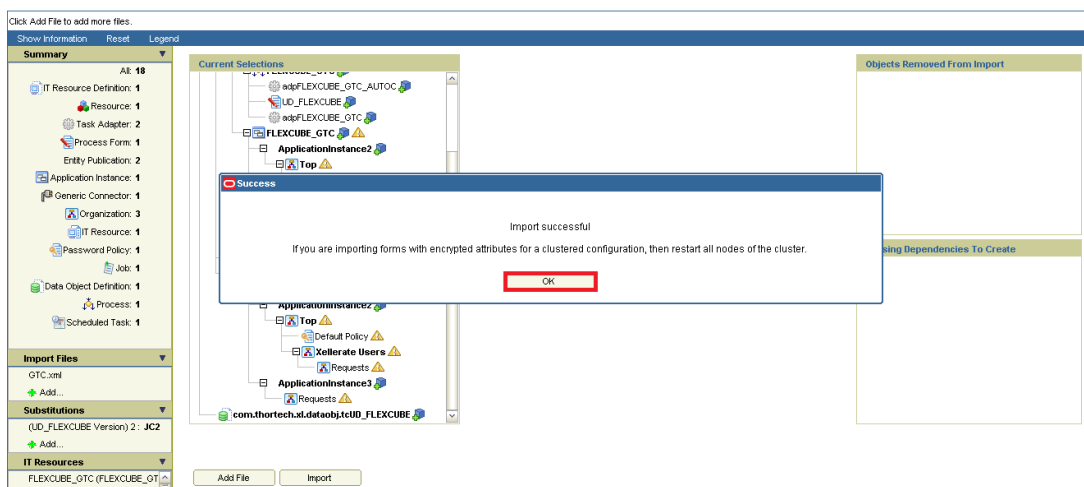 Click Add File to add more files.
Show Information Reset Legend
Summary
All: 18
IT Resource Definition: 1
Resource: 1
Task Adapter: 2
Process Form: 1
Entity Publication: 2
Application Instance: 1
Generic Connector: 1
Organization: 3
IT Resource: 1
Password Policy: 1
Job: 1
Data Object Definition: 1
Process: 1
Scheduled Task: 1
Import Files
GTC.xml
Add...
Substitutions
(UD_FLEXCUBE Version) 2 : JC2
Add...
IT Resources
FLEXCUBE_GTC (FLEXCUBE_GT
Current Selections
adpFLEXCUBE_GTC_AUTOC
UD_FLEXCUBE
adpFLEXCUBE_GTC
FLEXCUBE_GTC
ApplicationInstance2
Top
Success
Import successful
If you are importing forms with encrypted attributes for a clustered configuration, then restart all nodes of the cluster.
OK
ApplicationInstance2
Top
Default Policy
Xellerate Users
Requests
ApplicationInstance3
Requests
com.thortech.xl.dataobj.tcUD_FLEXCUBE
Add File Import
Objects Removed From Import
sing Dependencies To Create